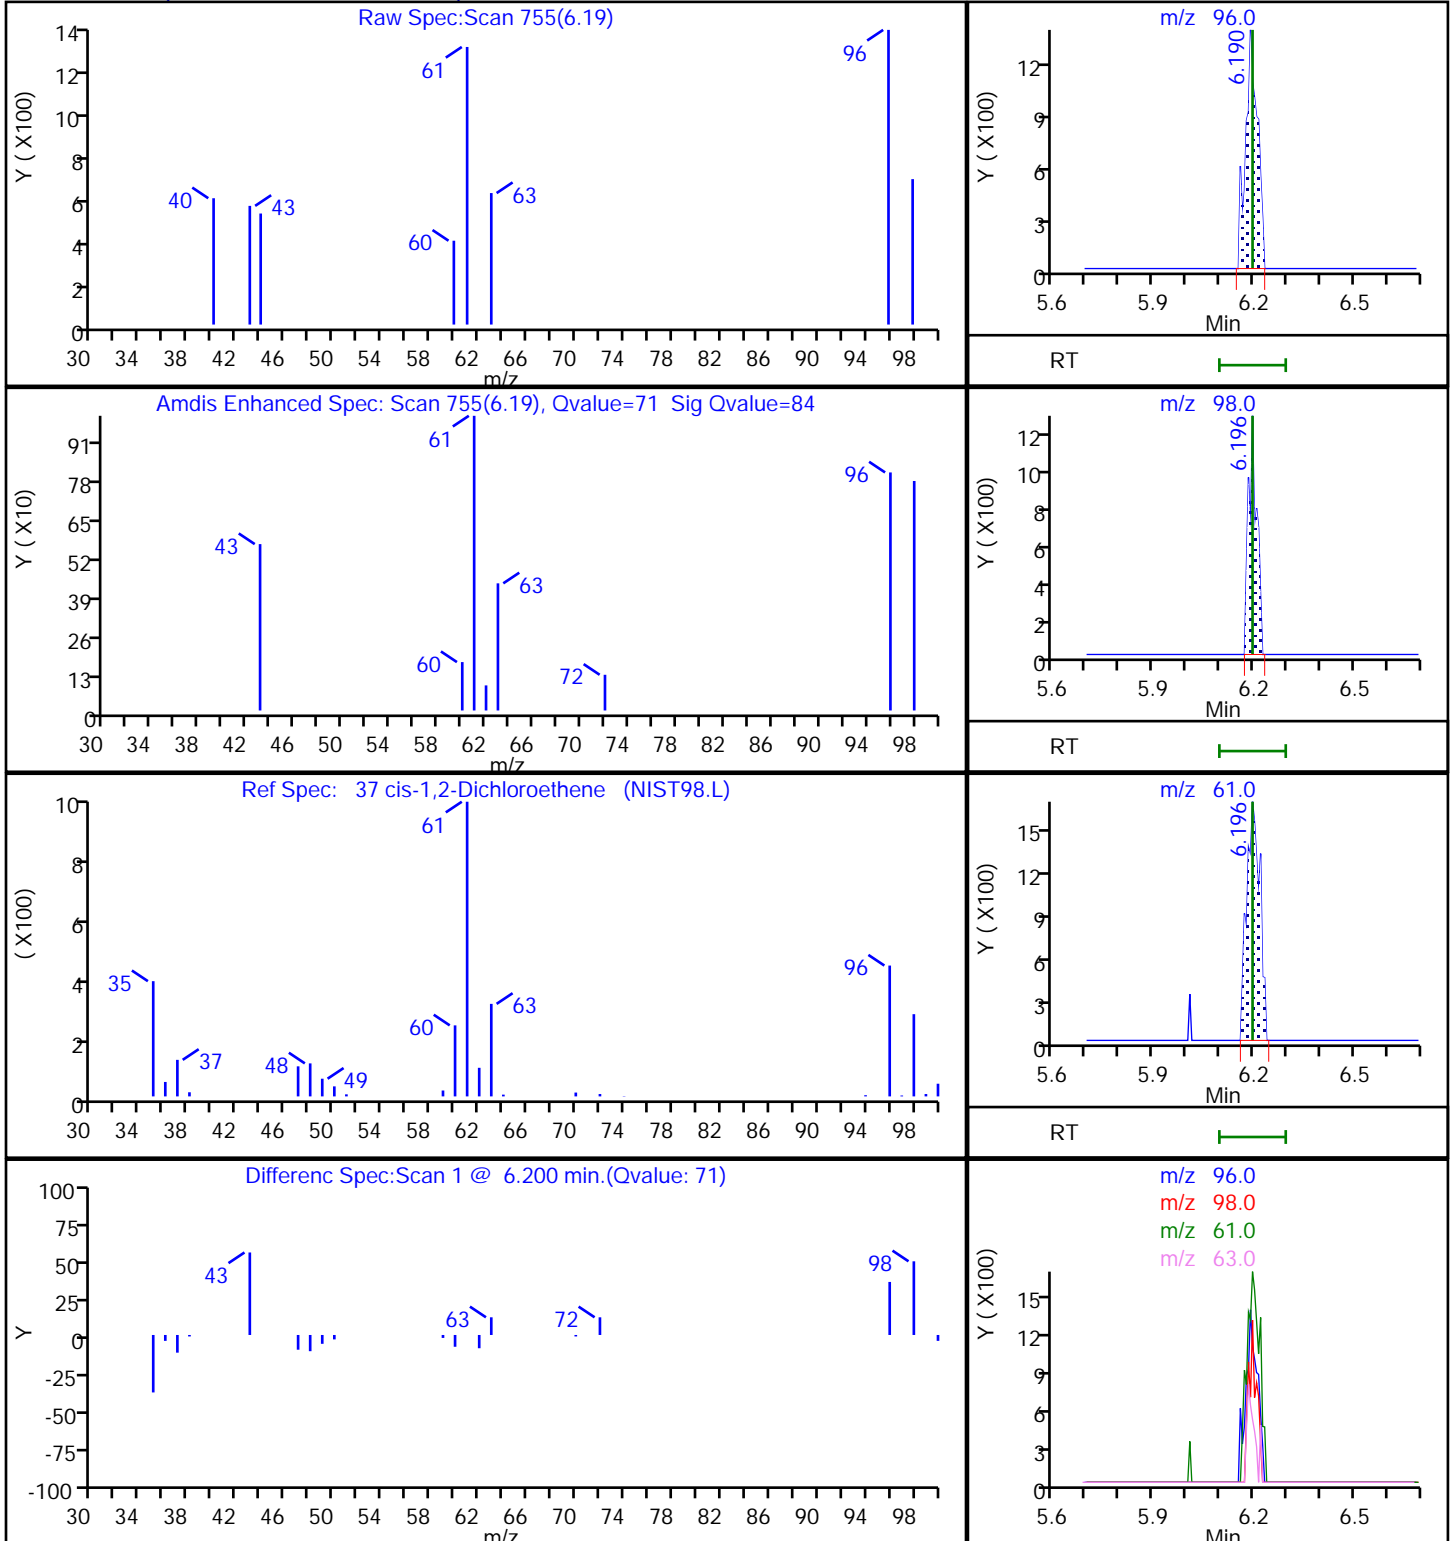 Raw Spec:Scan 755(6.19)
Y ( X100)
14
12
10
8
6
4
2
0
40
43
60
61
63
96
30 34 38 42 46 50 54 58 62 66 70 74 78 82 86 90 94 98
m/z
m/z 96.0
Y ( X100)
12
9
6
3
0
6.190
5.6 5.9 6.2 6.5
Min
RT
Amdis Enhanced Spec: Scan 755(6.19), Qvalue=71 Sig Qvalue=84
Y ( X10)
91
78
65
52
39
26
13
0
43
60
61
63
72
96
30 34 38 42 46 50 54 58 62 66 70 74 78 82 86 90 94 98
m/z
m/z 98.0
Y ( X100)
12
10
8
6
4
2
0
6.196
5.6 5.9 6.2 6.5
Min
RT
Ref Spec: 37 cis-1,2-Dichloroethene (NIST98.L)
( X100)
10
8
6
4
2
0
35
37
48
49
60
61
63
96
30 34 38 42 46 50 54 58 62 66 70 74 78 82 86 90 94 98
m/z 61.0
Y ( X100)
15
12
9
6
3
0
6.196
5.6 5.9 6.2 6.5
Min
RT
Differenc Spec:Scan 1 @ 6.200 min.(Qvalue: 71)
Y
100
75
50
25
0
-25
-50
-75
-100
43
63
72
98
30 34 38 42 46 50 54 58 62 66 70 74 78 82 86 90 94 98
m/z
m/z 96.0
m/z 98.0
m/z 61.0
m/z 63.0
Y ( X100)
15
12
9
6
3
0
5.6 5.9 6.2 6.5
Min